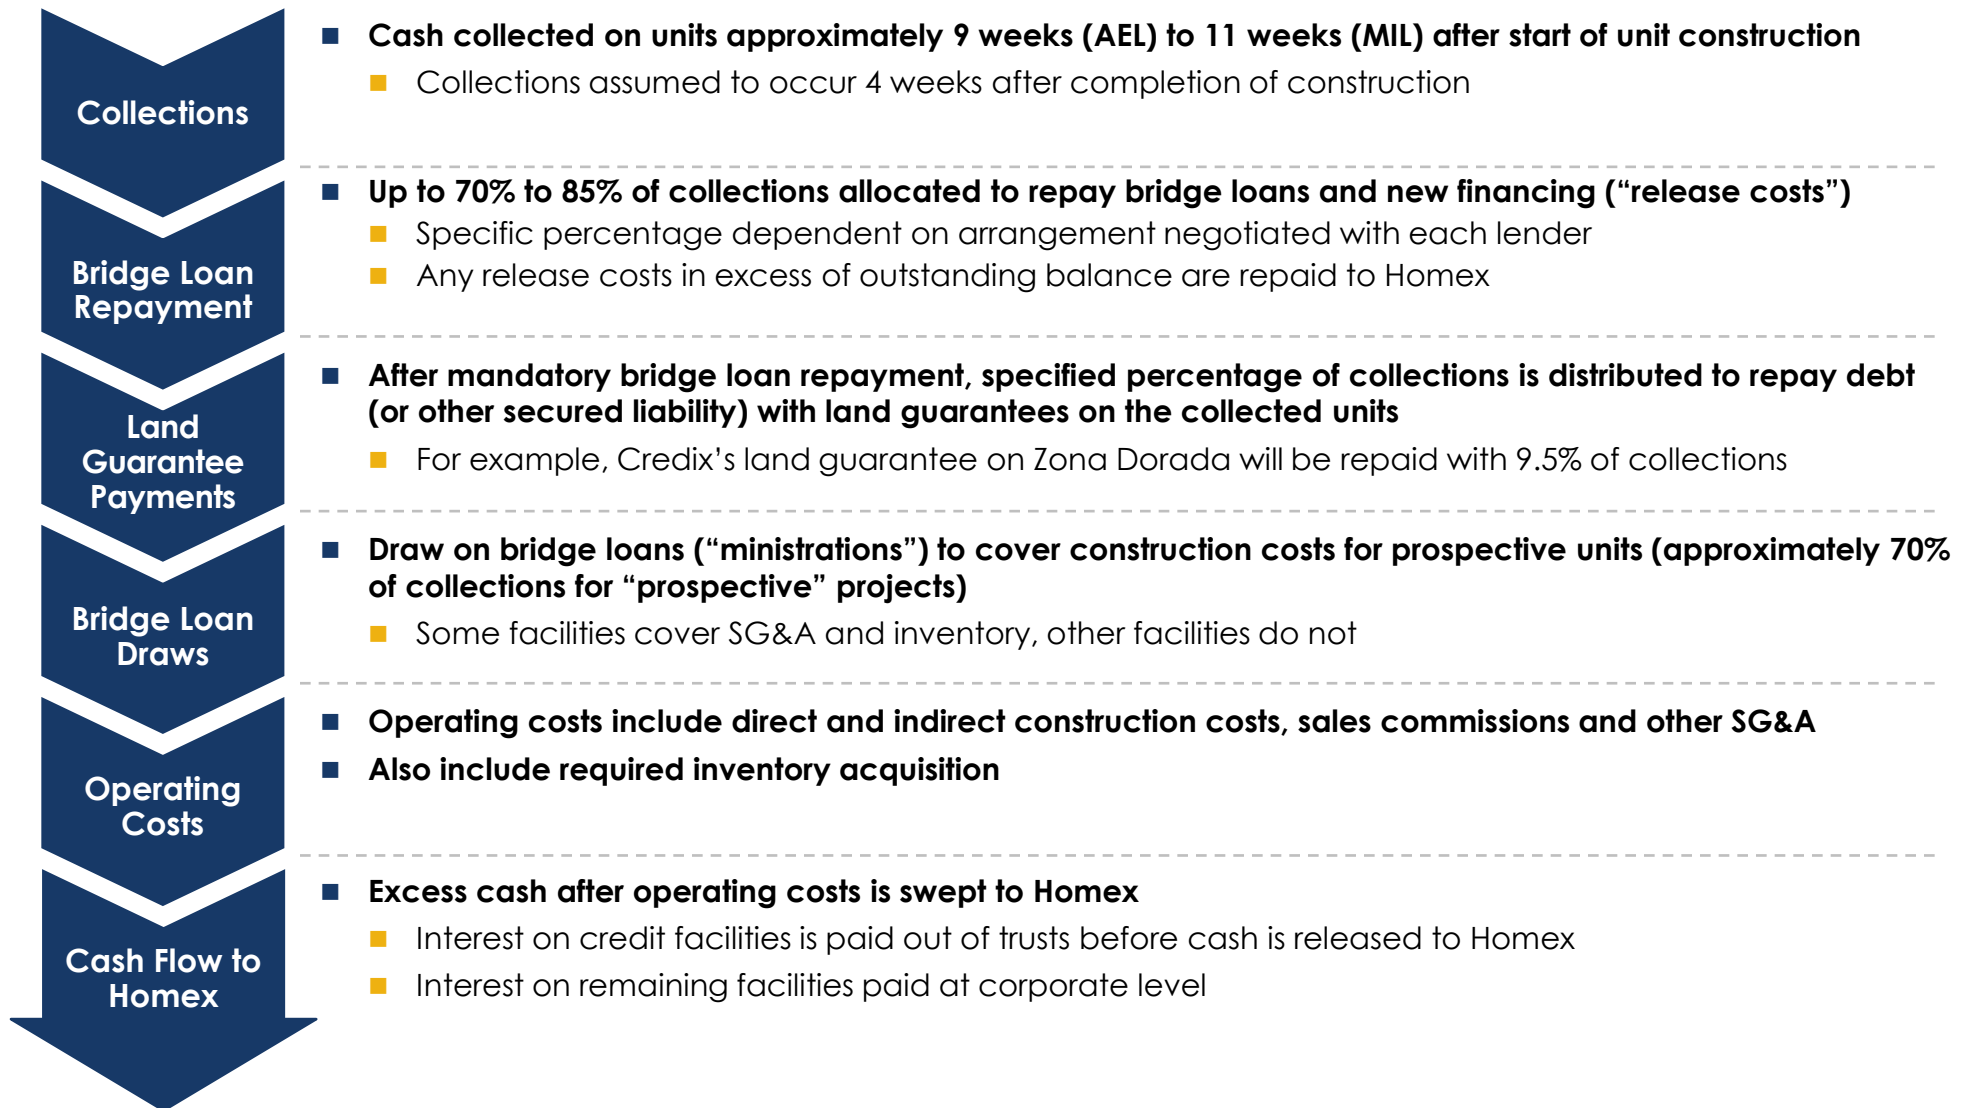 Collections
■ Cash collected on units approximately 9 weeks (AEL) to 11 weeks (MIL) after start of unit construction
■ Collections assumed to occur 4 weeks after completion of construction
Bridge Loan
Repayment
■ Up to 70% to 85% of collections allocated to repay bridge loans and new financing (“release costs”)
■ Specific percentage dependent on arrangement negotiated with each lender
■ Any release costs in excess of outstanding balance are repaid to Homex
Land
Guarantee
Payments
■ After mandatory bridge loan repayment, specified percentage of collections is distributed to repay debt
(or other secured liability) with land guarantees on the collected units
■ For example, Credix’s land guarantee on Zona Dorada will be repaid with 9.5% of collections
Bridge Loan
Draws
■ Draw on bridge loans (“ministrations”) to cover construction costs for prospective units (approximately 70%
of collections for “prospective” projects)
■ Some facilities cover SG&A and inventory, other facilities do not
Operating
Costs
■ Operating costs include direct and indirect construction costs, sales commissions and other SG&A
■ Also include required inventory acquisition
Cash Flow to
Homex
■ Excess cash after operating costs is swept to Homex
■ Interest on credit facilities is paid out of trusts before cash is released to Homex
■ Interest on remaining facilities paid at corporate level